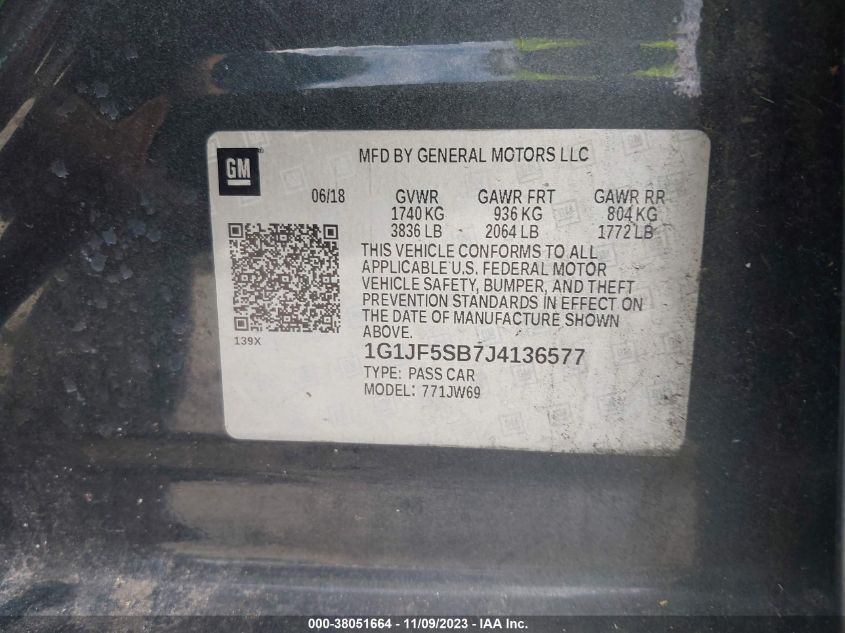 GM
MFD BY GENERAL MOTORS LLC
06/18 GVWR GAWR FRT GAWR RR
1740 KG 936 KG 804 KG
3836 LB 2064 LB 1772 LB
THIS VEHICLE CONFORMS TO ALL
APPLICABLE U.S. FEDERAL MOTOR
VEHICLE SAFETY, BUMPER, AND THEFT
PREVENTION STANDARDS IN EFFECT ON
THE DATE OF MANUFACTURE SHOWN
ABOVE.
139X
1G1JF5SB7J4136577
TYPE: PASS CAR
MODEL: 771JW69
000-38051664 - 11/09/2023 - IAA Inc.